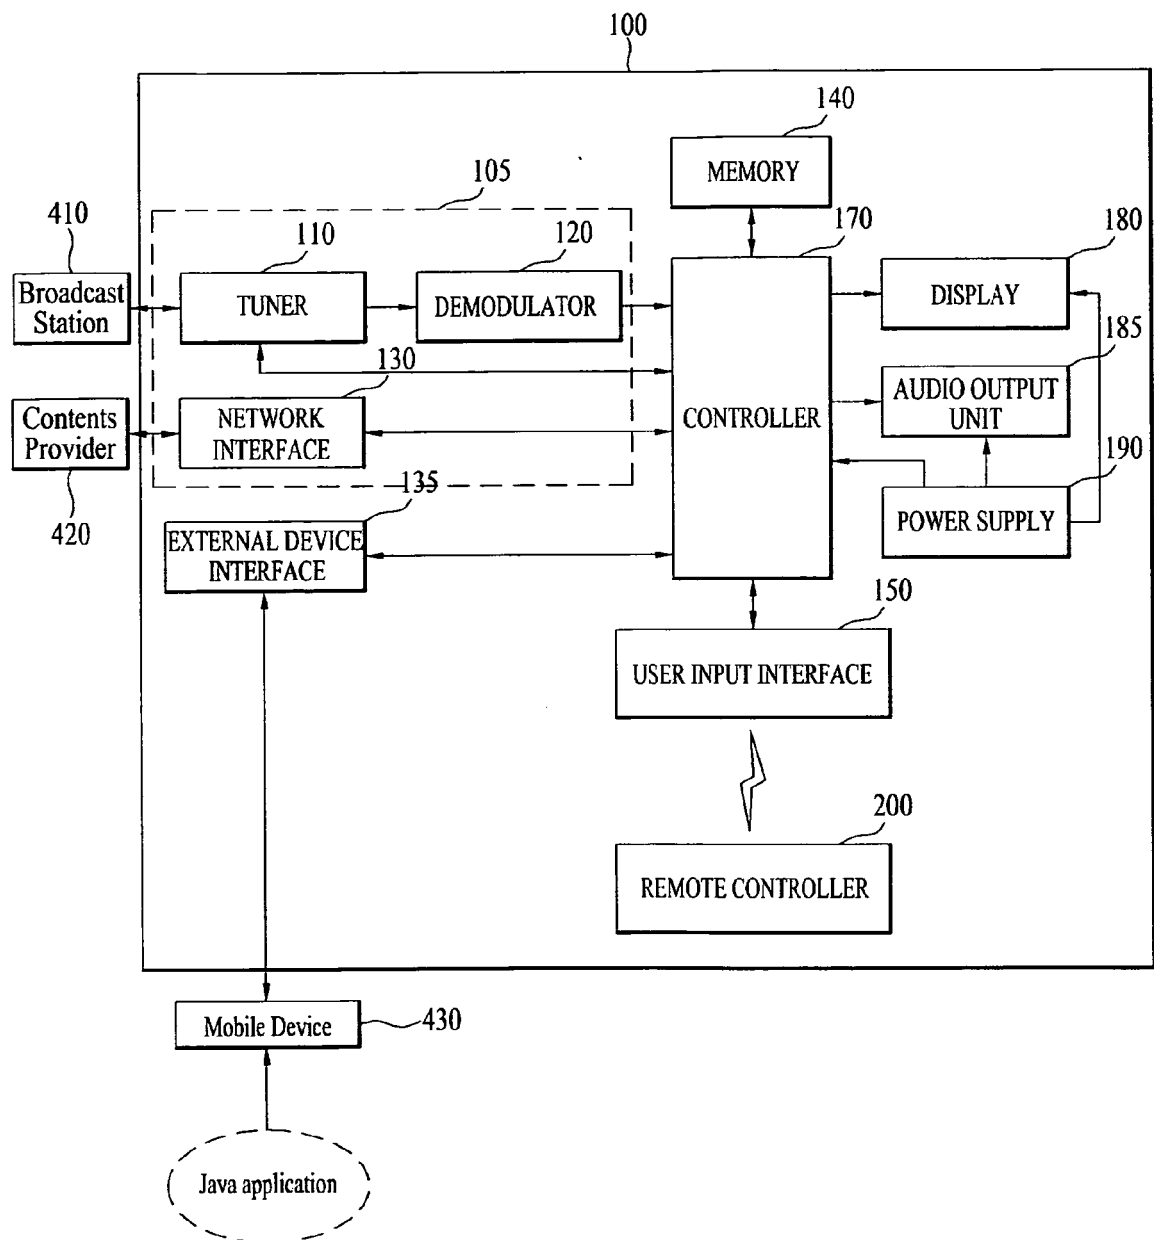 100
140
MEMORY
105
410
110
120
170
180
Broadcast
Station
TUNER
DEMODULATOR
DISPLAY
130
185
Contents
Provider
NETWORK
INTERFACE
CONTROLLER
AUDIO OUTPUT
UNIT
420
135
190
POWER SUPPLY
EXTERNAL DEVICE
INTERFACE
150
USER INPUT INTERFACE
200
REMOTE CONTROLLER
Mobile Device
430
Java application